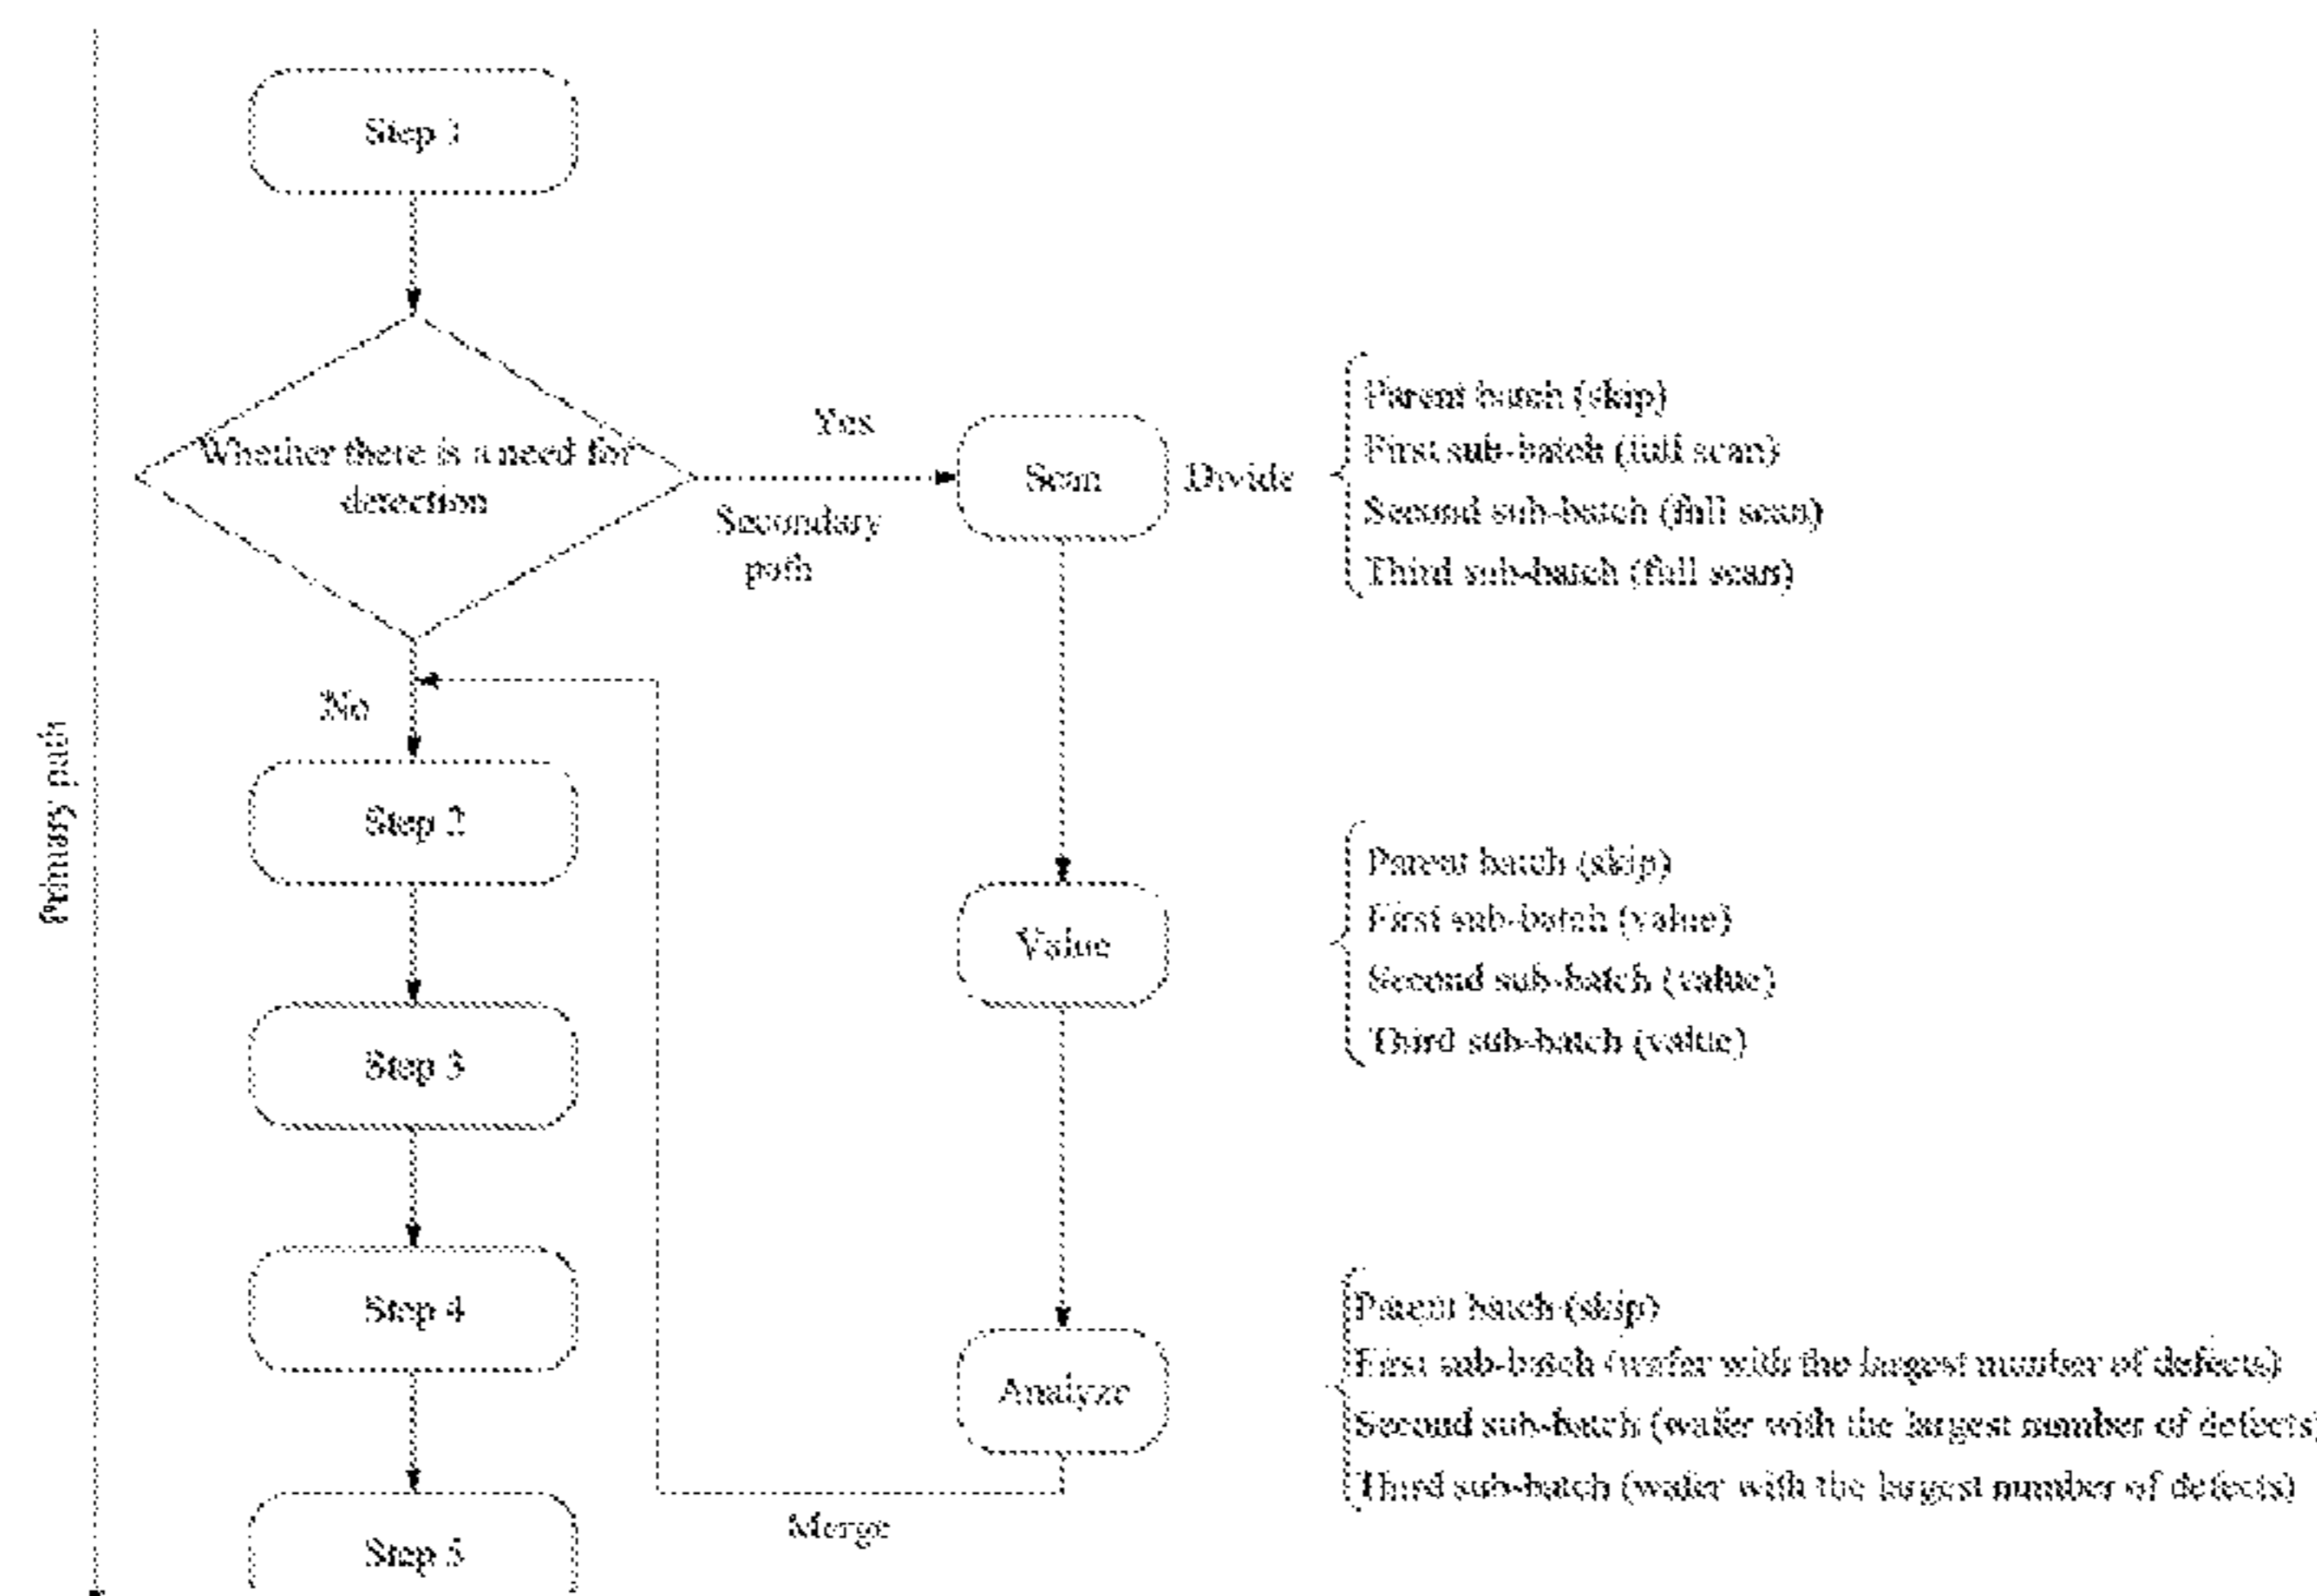 Step 1
Whether there is a need for
detection
Yes
Secondary
path
Scan
Divide
Parent batch (skip)
First sub-batch (full scan)
Second sub-batch (full scan)
Third sub-batch (full scan)
No
Primary path
Step 2
Step 3
Step 4
Step 5
Value
Parent batch (skip)
First sub-batch (value)
Second sub-batch (value)
Third sub-batch (value)
Analyze
Parent batch (skip)
First sub-batch (wafer with the largest number of defects)
Second sub-batch (wafer with the largest number of defects)
Third sub-batch (wafer with the largest number of defects)
Merge